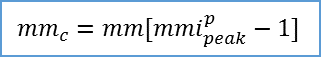 mm_c = mm[mmi^p_peak − 1]